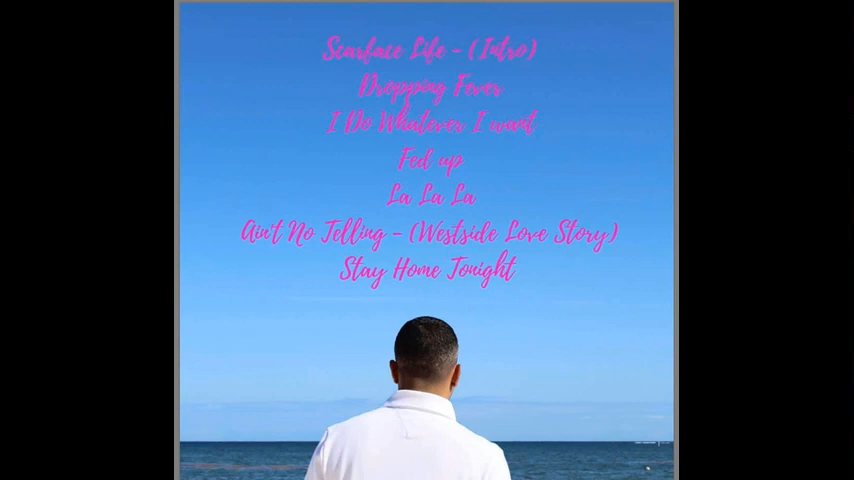 Scarface Life - (Intro)
Dropping Fever
I Do Whatever I want
Fed up
La La La
Ain't No Telling - (Westside Love Story)
Stay Home Tonight